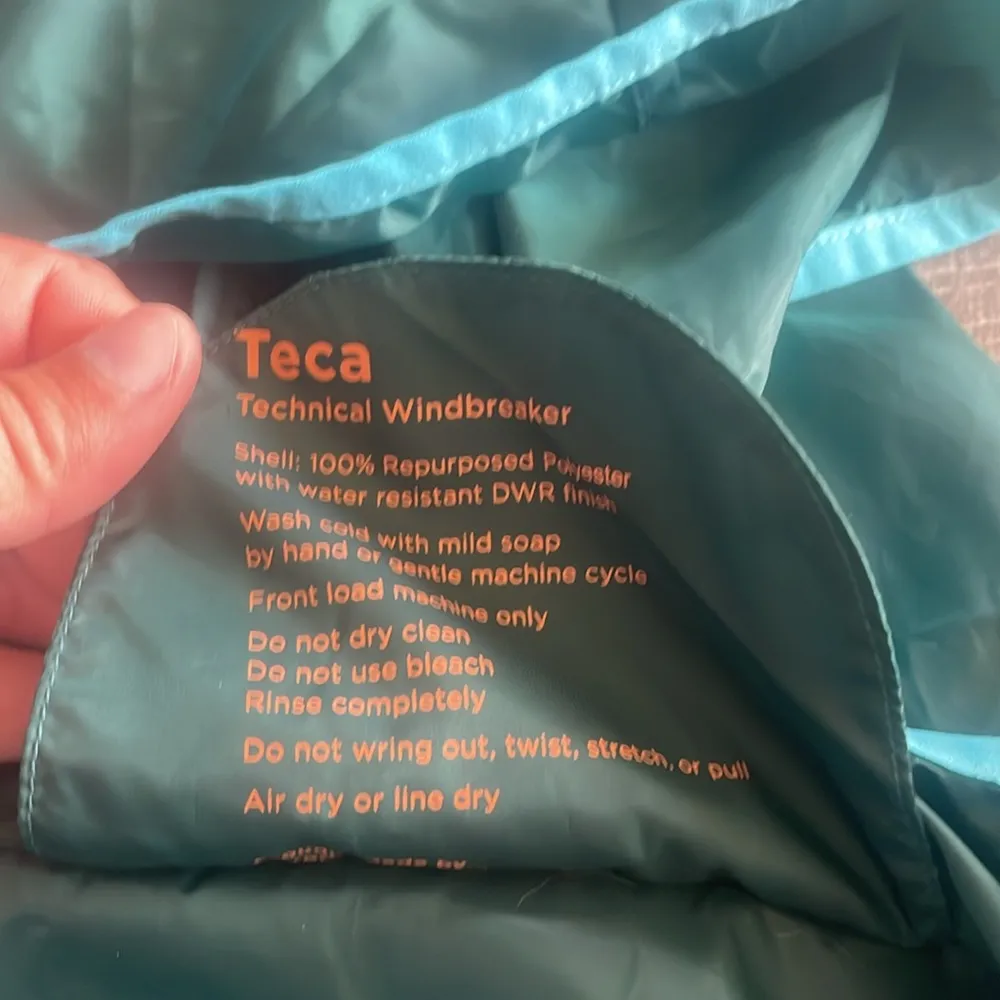 Teca
Technical Windbreaker
Shell: 100% Repurposed Polyester
with water resistant DWR finish
Wash cold with mild soap
by hand or gentle machine cycle
Front load machine only
Do not dry clean
Do not use bleach
Rinse completely
Do not wring out, twist, stretch, or pull
Air dry or line dry